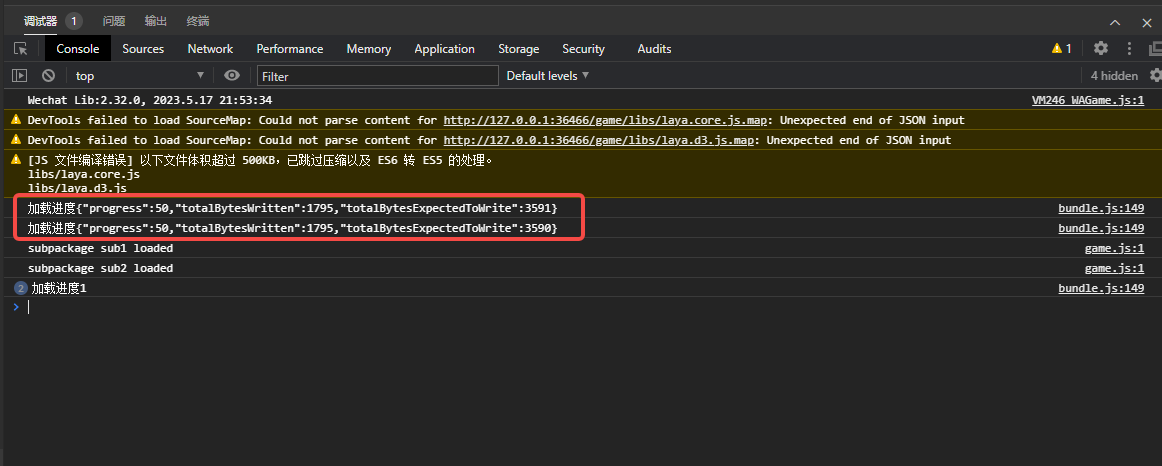 调试器 1 问题 输出 终端
Console Sources Network Performance Memory Application Storage Security Audits 1
top Filter Default levels 4 hidden
Wechat Lib:2.32.0, 2023.5.17 21:53:34 VM246 WAGame.js:1
DevTools failed to load SourceMap: Could not parse content for http://127.0.0.1:36466/game/libs/laya.core.js.map: Unexpected end of JSON input
DevTools failed to load SourceMap: Could not parse content for http://127.0.0.1:36466/game/libs/laya.d3.js.map: Unexpected end of JSON input
[JS 文件编译错误] 以下文件体积超过 500KB，已跳过压缩以及 ES6 转 ES5 的处理。
libs/laya.core.js
libs/laya.d3.js
加载进度{"progress":50,"totalBytesWritten":1795,"totalBytesExpectedToWrite":3591} bundle.js:149
加载进度{"progress":50,"totalBytesWritten":1795,"totalBytesExpectedToWrite":3590} bundle.js:149
subpackage sub1 loaded game.js:1
subpackage sub2 loaded game.js:1
2 加载进度1 bundle.js:149